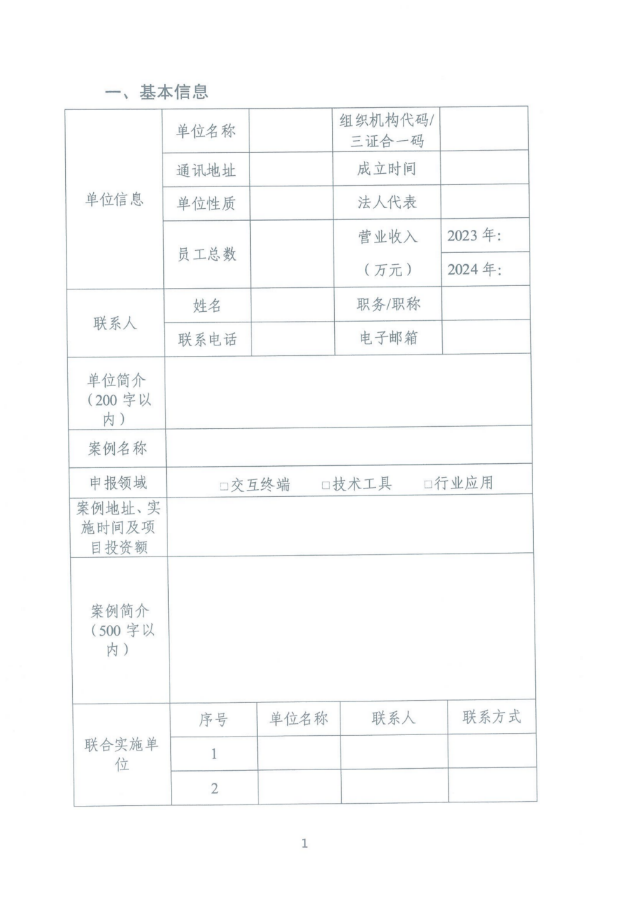 一、基本信息
单位信息
单位名称
组织机构代码/
三证合一码
通讯地址
成立时间
单位性质
法人代表
员工总数
营业收入
（万元）
2023 年:
2024 年:
联系人
姓名
职务/职称
联系电话
电子邮箱
单位简介
（200 字以
内）
案例名称
申报领域
□交互终端 □技术工具 □行业应用
案例地址、实
施时间及项
目投资额
案例简介
（500 字以
内）
联合实施单
位
序号
单位名称
联系人
联系方式
1
2
1